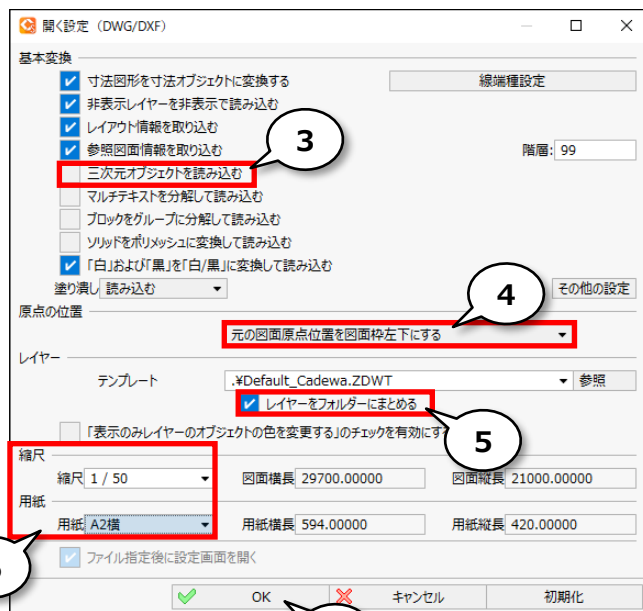 開く設定（DWG/DXF）
基本変換
寸法図形を寸法オブジェクトに変換する
線端種設定
非表示レイヤーを非表示で読み込む
レイアウト情報を取り込む
3
参照図面情報を取り込む
階層: 99
三次元オブジェクトを読み込む
マルチテキストを分解して読み込む
ブロックをグループに分解して読み込む
ソリッドをポリメッシュに変換して読み込む
「白」および「黒」を「白/黒」に変換して読み込む
塗り潰し 読み込む
4
その他の設定
原点の位置
元の図面原点位置を図面枠左下にする
レイヤー
テンプレート .¥Default_Cadewa.ZDWT 参照
レイヤーをフォルダーにまとめる
「表示のみレイヤーのオブジェクトの色を変更する」のチェックを有効にす
5
縮尺
縮尺 1 / 50 図面横長 29700.00000 図面縦長 21000.00000
用紙
用紙 A2横 用紙横長 594.00000 用紙縦長 420.00000
ファイル指定後に設定画面を開く
OK キャンセル 初期化